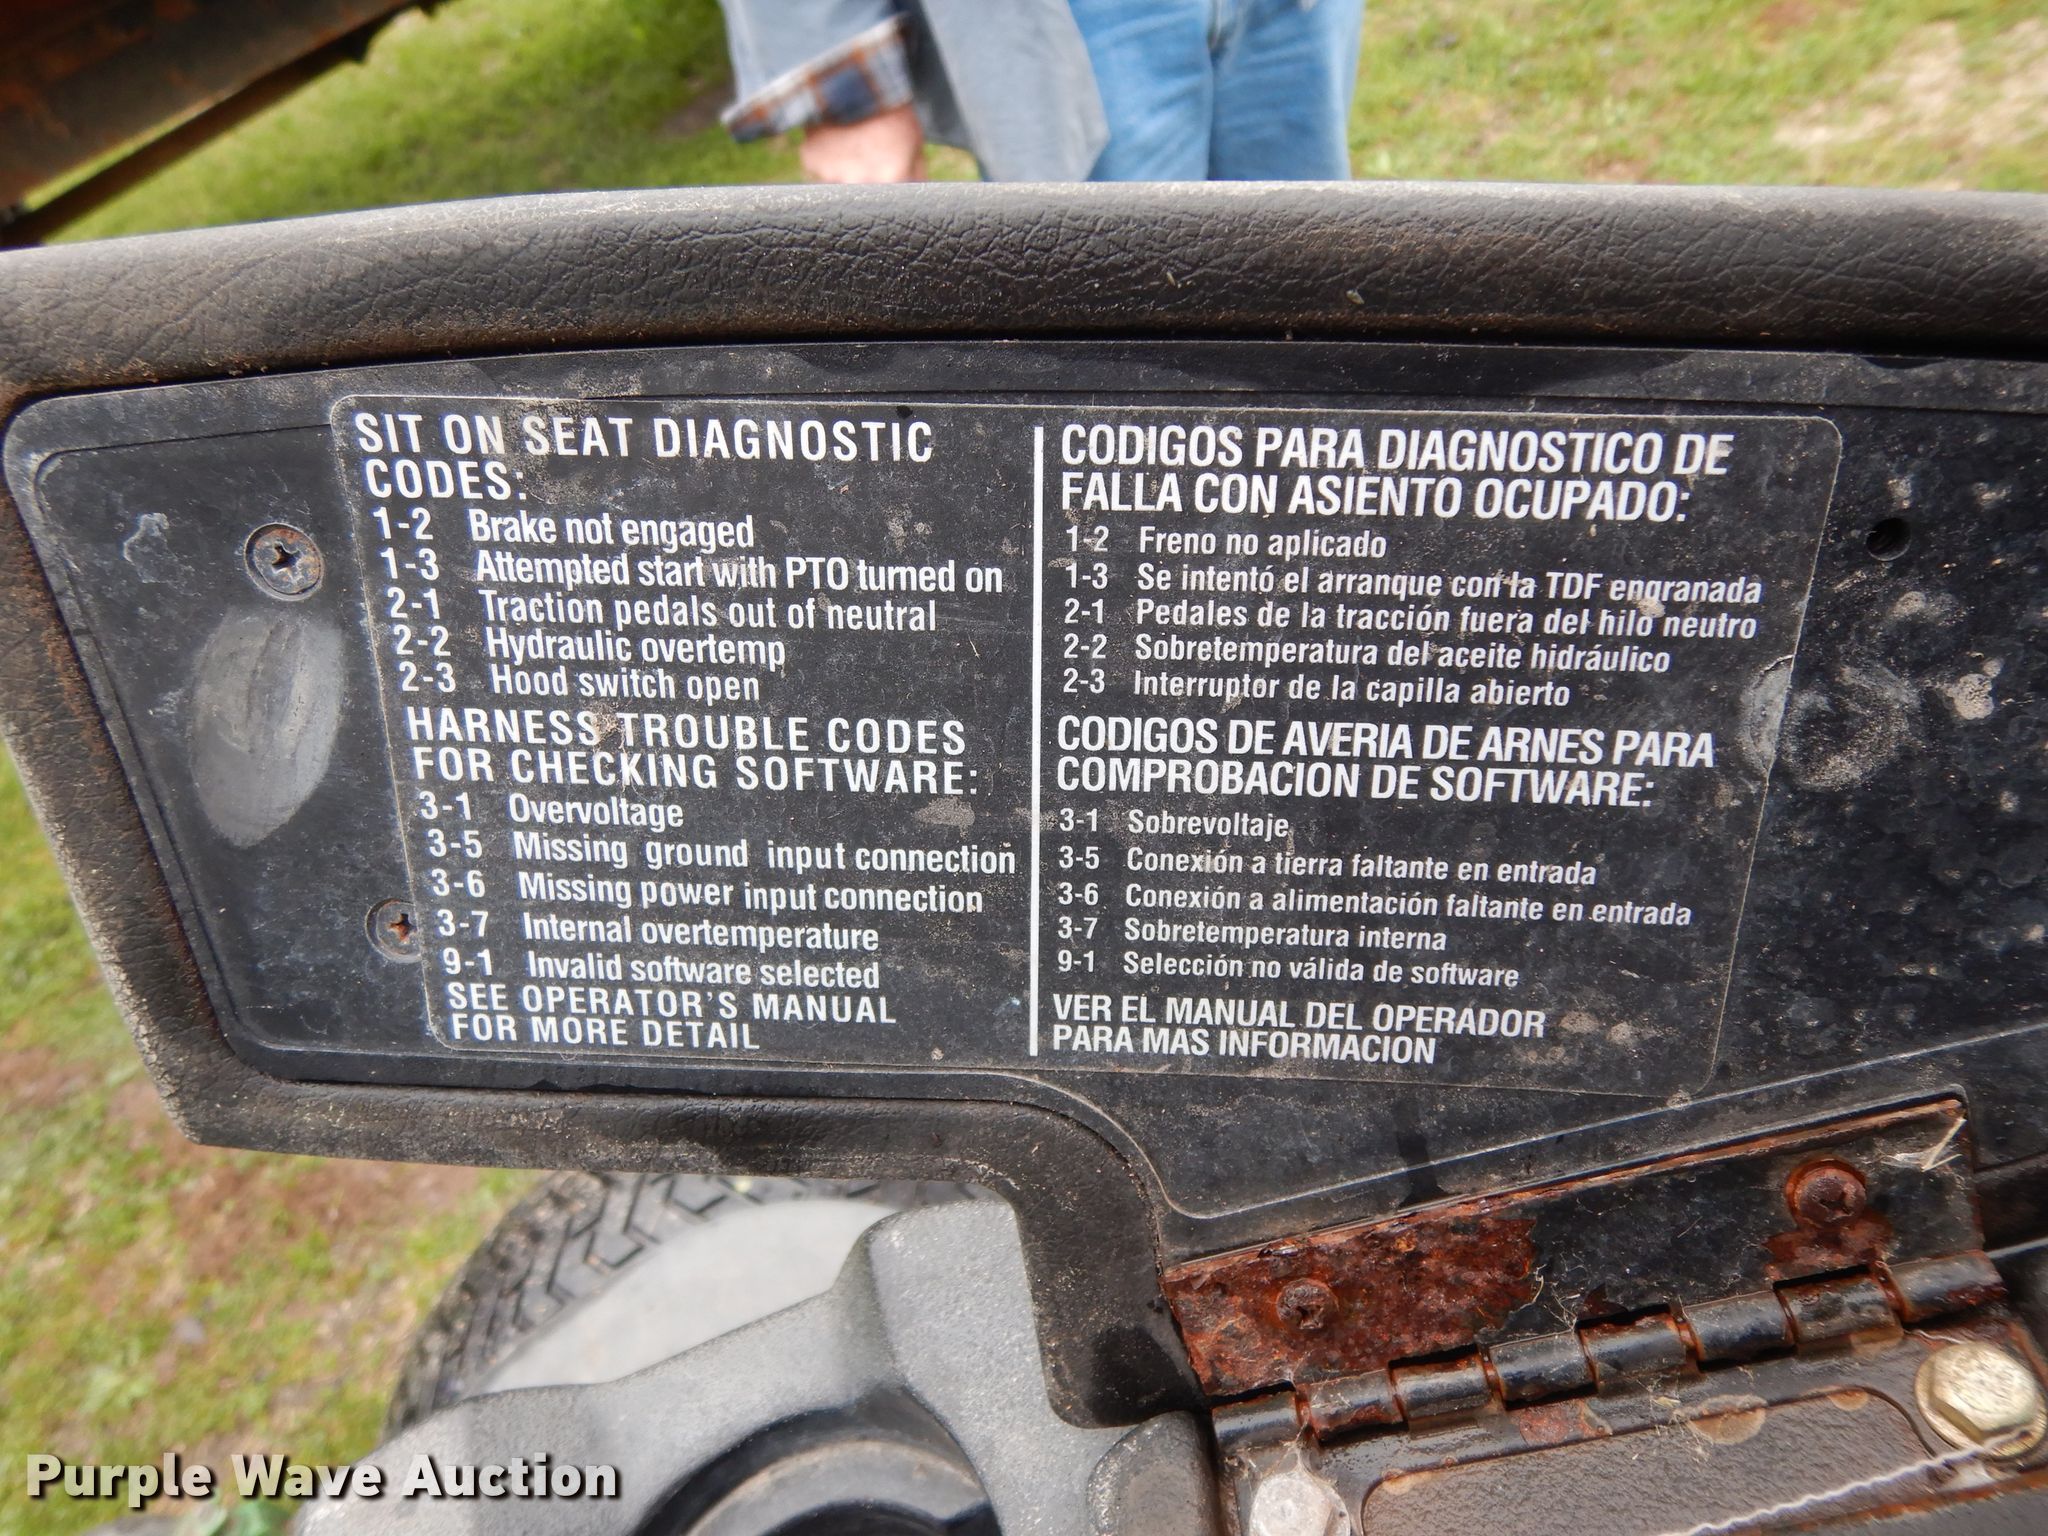 SIT ON SEAT DIAGNOSTIC
CODES:
1-2 Brake not engaged
1-3 Attempted start with PTO turned on
2-1 Traction pedals out of neutral
2-2 Hydraulic overtemp
2-3 Hood switch open
HARNESS TROUBLE CODES
FOR CHECKING SOFTWARE:
3-1 Overvoltage
3-5 Missing ground input connection
3-6 Missing power input connection
3-7 Internal overtemperature
9-1 Invalid software selected
SEE OPERATOR'S MANUAL
FOR MORE DETAIL
CODIGOS PARA DIAGNOSTICO DE
FALLA CON ASIENTO OCUPADO:
1-2 Freno no aplicado
1-3 Se intentó el arranque con la TDF engranada
2-1 Pedales de la tracción fuera del hilo neutro
2-2 Sobretemperatura del aceite hidráulico
2-3 Interruptor de la capilla abierto
CODIGOS DE AVERIA DE ARNES PARA
COMPROBACION DE SOFTWARE:
3-1 Sobrevoltaje
3-5 Conexión a tierra faltante en entrada
3-6 Conexión a alimentación faltante en entrada
3-7 Sobretemperatura interna
9-1 Selección no válida de software
VER EL MANUAL DEL OPERADOR
PARA MAS INFORMACION
Purple Wave Auction